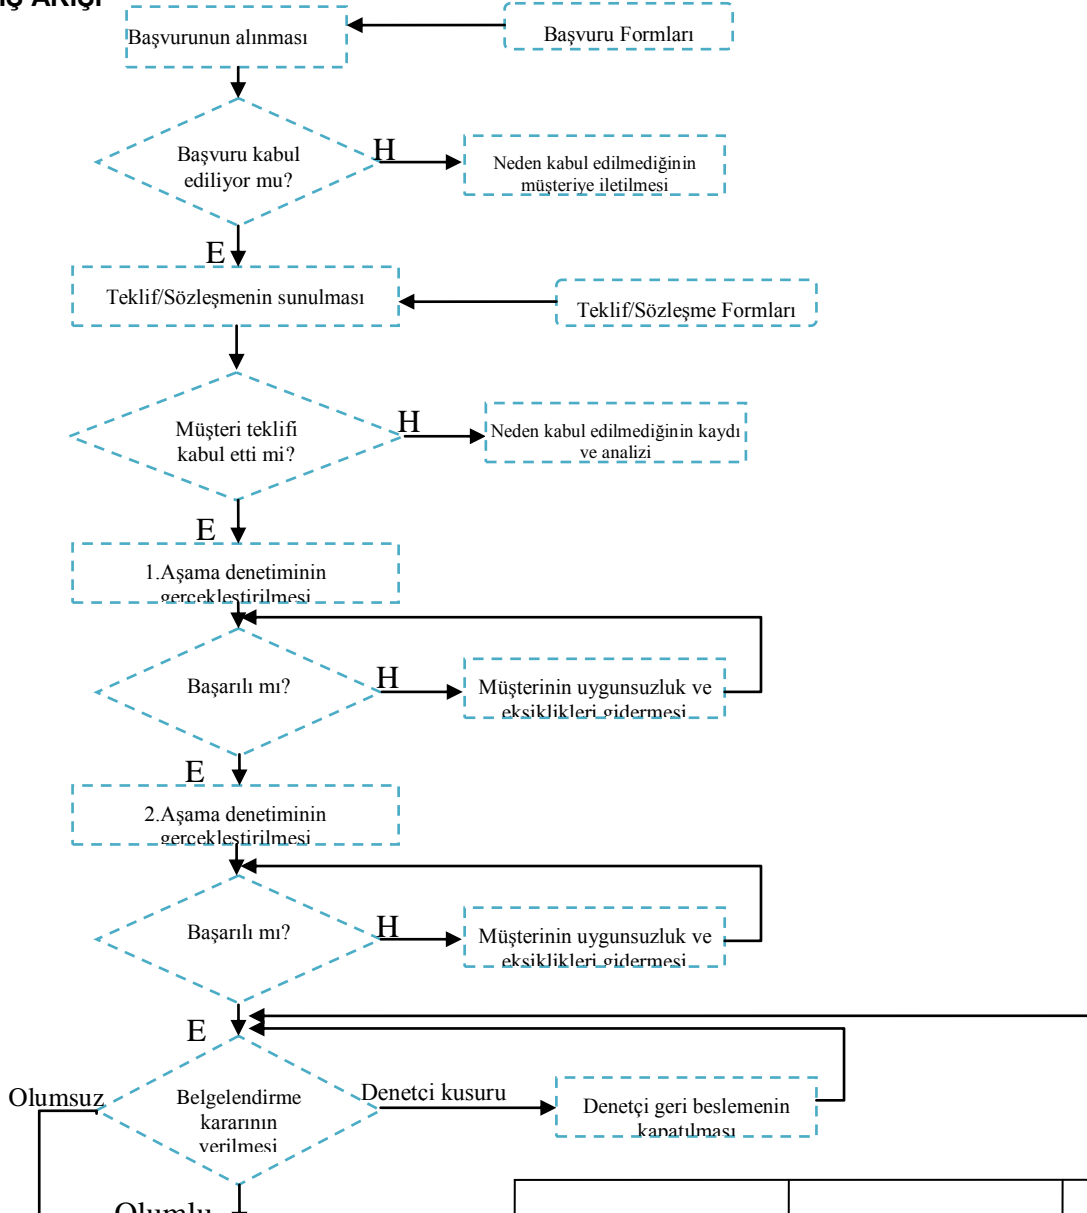 İŞ AKIŞI
Başvurunun alınması
Başvuru Formları
Başvuru kabul
ediliyor mu?
H
Neden kabul edilmediğinin
müşteriye iletilmesi
E
Teklif/Sözleşmenin sunulması
Teklif/Sözleşme Formları
Müşteri teklifi
kabul etti mi?
H
Neden kabul edilmediğinin kaydı
ve analizi
E
1.Aşama denetiminin
gerçekleştirilmesi
Başarılı mı?
H
Müşterinin uygunsuzluk ve
eksiklikleri gidermesi
E
2.Aşama denetiminin
gerçekleştirilmesi
Başarılı mı?
H
Müşterinin uygunsuzluk ve
eksiklikleri gidermesi
E
Olumsuz
Belgelendirme
kararının
verilmesi
Denetci kusuru
Denetçi geri beslemenin
kapatılması
Olumlu